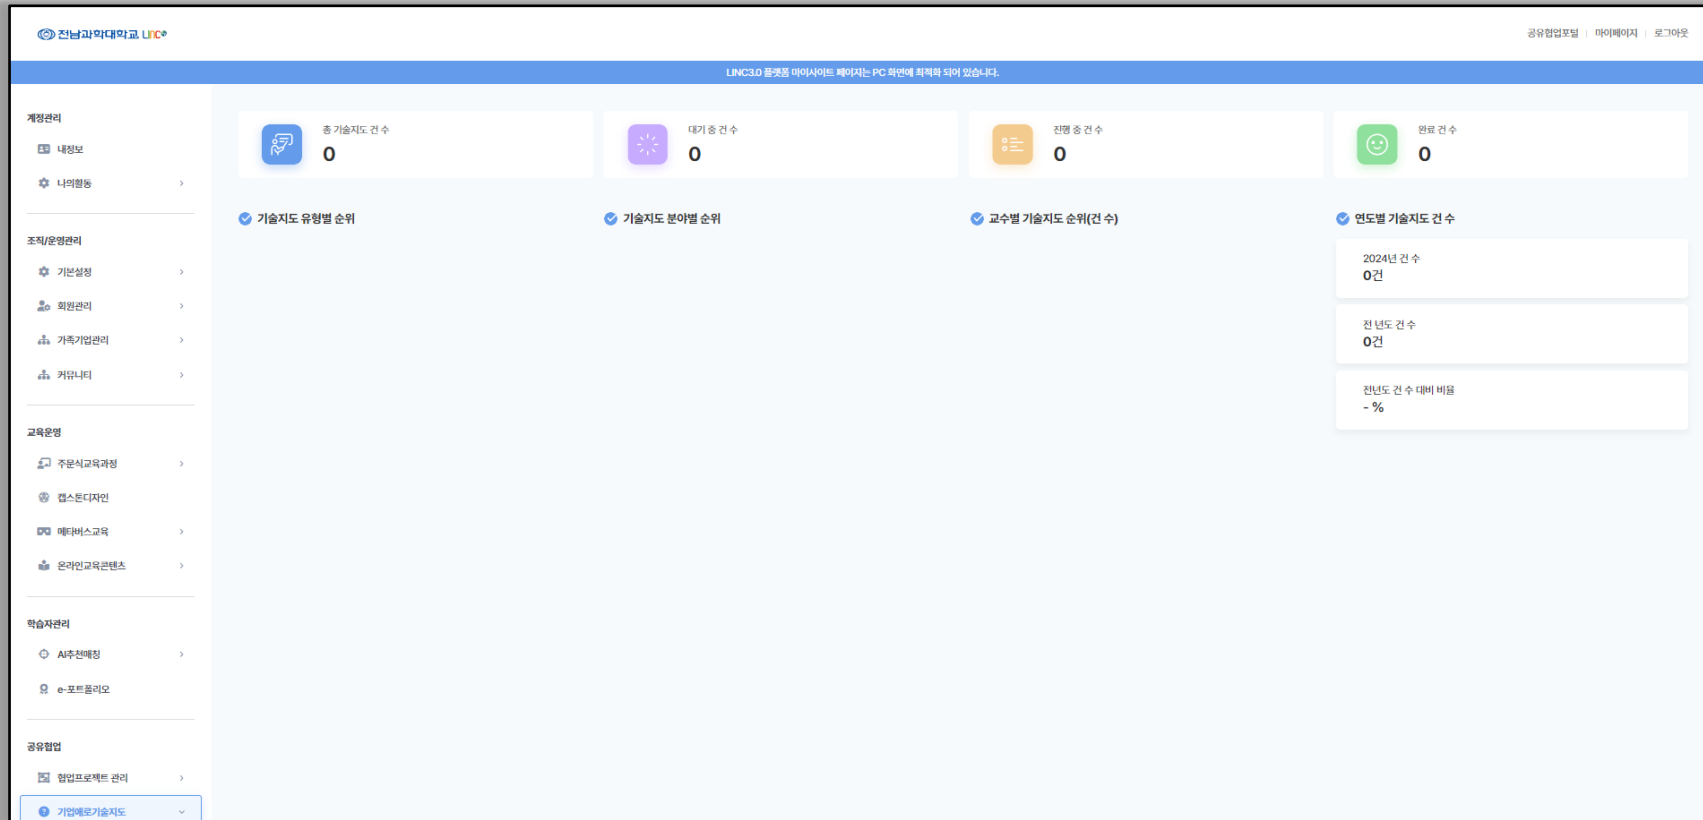 전남과학대학교 LINC
공유협업포털 | 마이페이지 | 로그아웃
LINC3.0 플랫폼 마이사이트 페이지는 PC 화면에 최적화 되어 있습니다.
계정관리
내정보
나의활동
조직/운영관리
기본설정
회원관리
가족기업관리
커뮤니티
교육운영
주문식교육과정
캡스톤디자인
메타버스교육
온라인교육콘텐츠
학습자관리
AI추천매칭
e-포트폴리오
공유협업
협업프로젝트 관리
기업애로기술지도
총 기술지도 건 수
0
대기 중 건 수
0
진행 중 건 수
0
완료 건 수
0
기술지도 유형별 순위
기술지도 분야별 순위
교수별 기술지도 순위(건 수)
연도별 기술지도 건 수
2024년 건 수
0건
전 년도 건 수
0건
전년도 건 수 대비 비율
- %